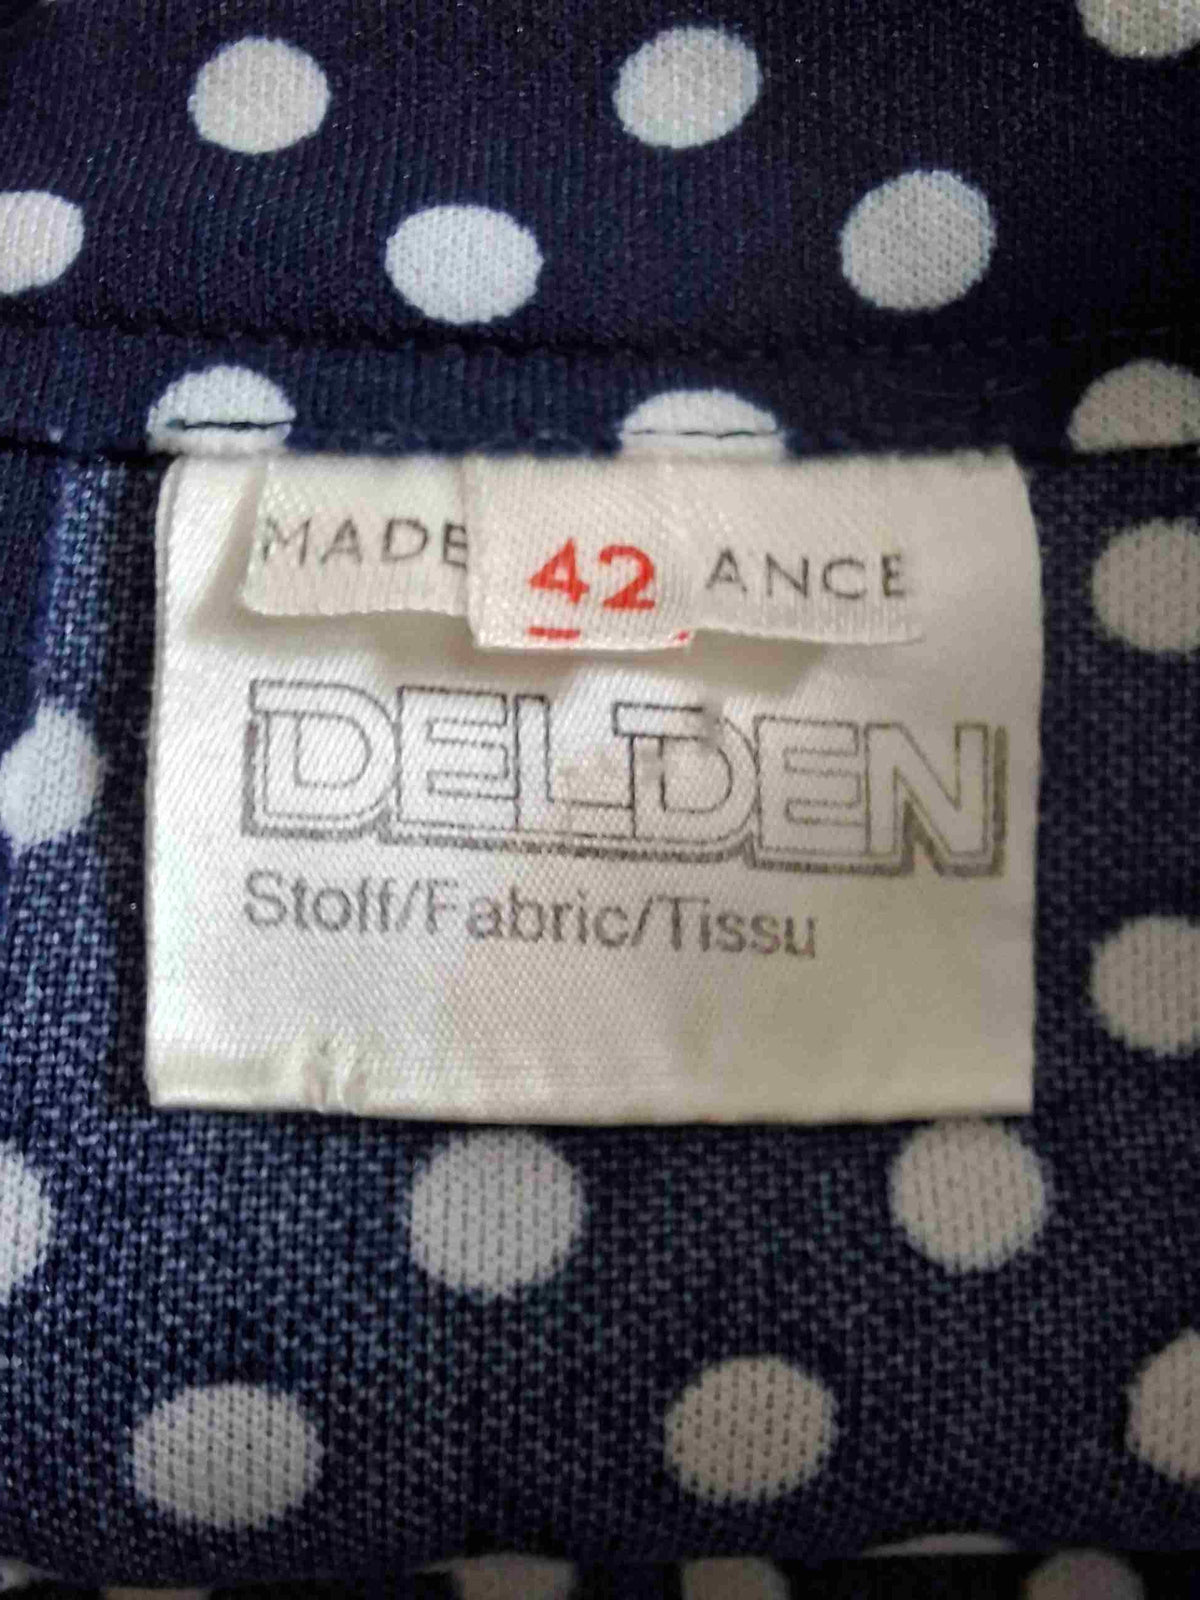 MADE 42 ANCE
DELDEN
Stoff/Fabric/Tissu